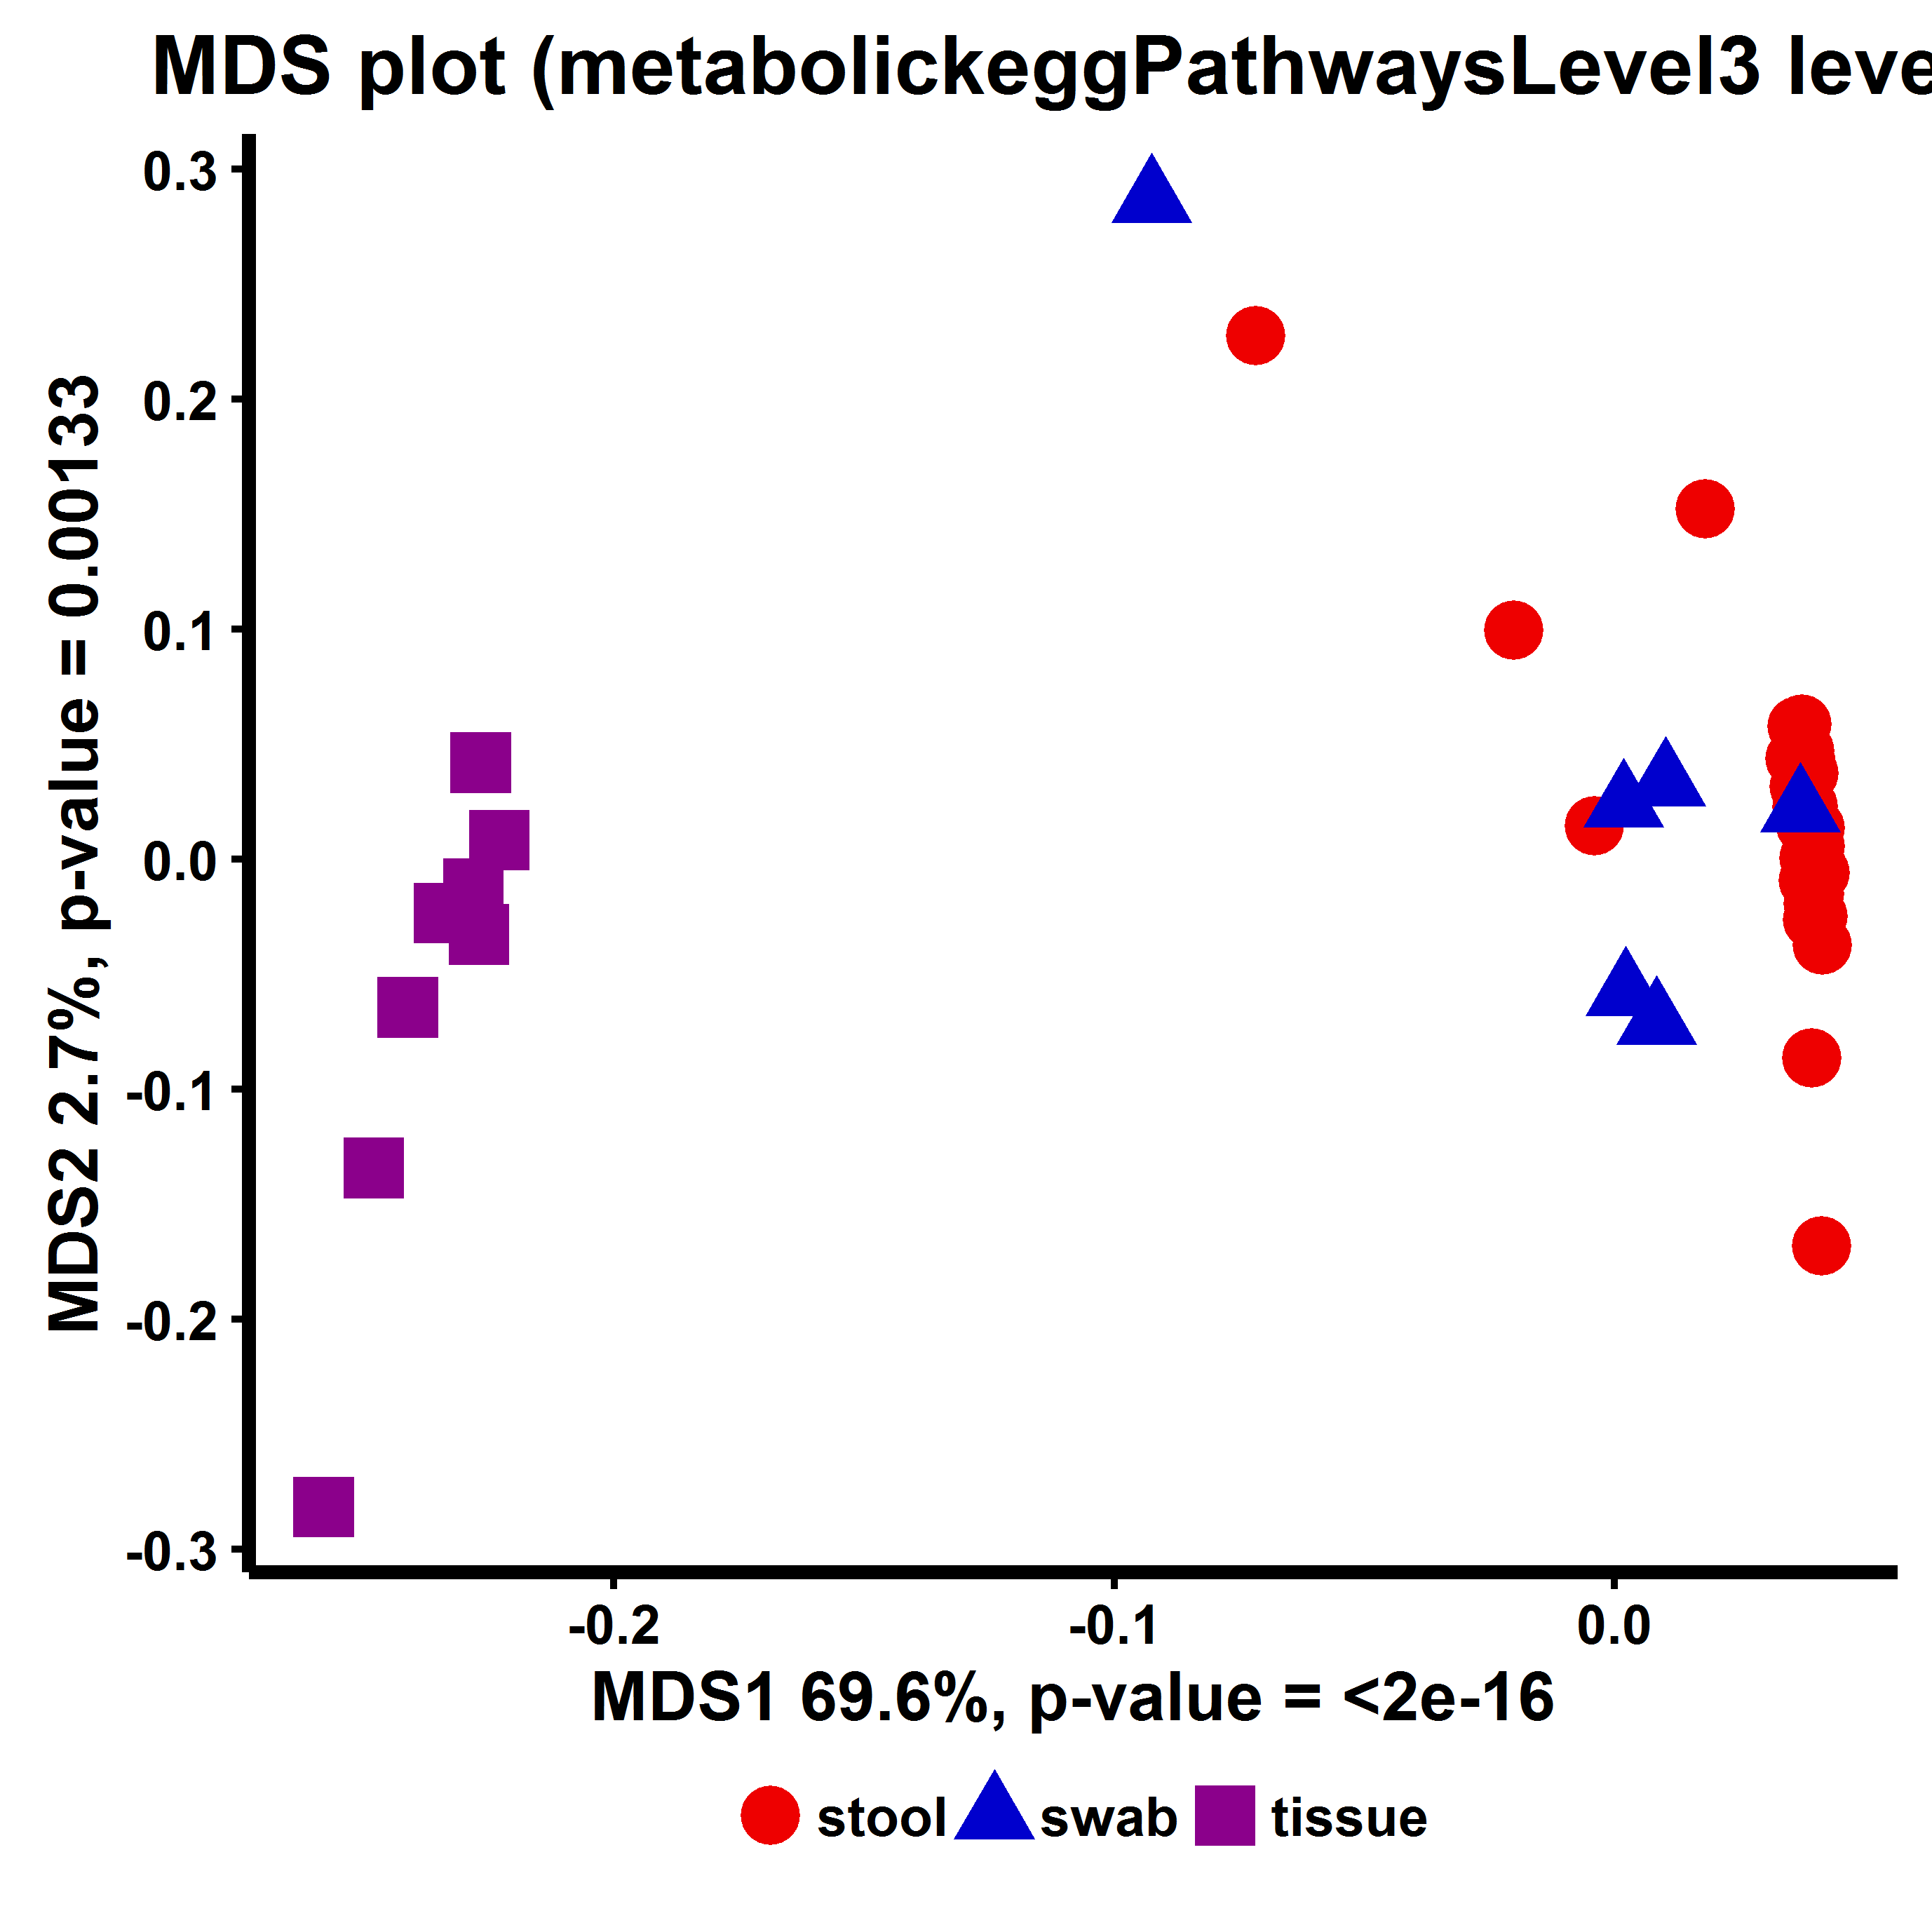 MDS plot (metabolickeggPathwaysLevel3 leve
MDS2 2.7%, p-value = 0.00133
0.3
0.2
0.1
0.0
-0.1
-0.2
-0.3
-0.2 -0.1 0.0
MDS1 69.6%, p-value = <2e-16
stool swab tissue